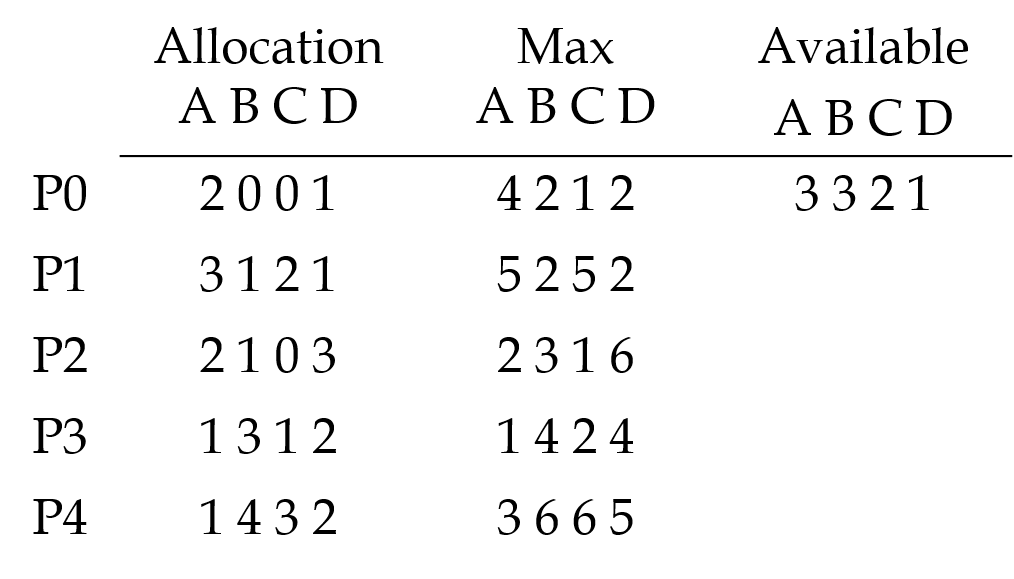 Allocation Max Available
A B C D A B C D A B C D
P0 2 0 0 1 4 2 1 2 3 3 2 1
P1 3 1 2 1 5 2 5 2
P2 2 1 0 3 2 3 1 6
P3 1 3 1 2 1 4 2 4
P4 1 4 3 2 3 6 6 5